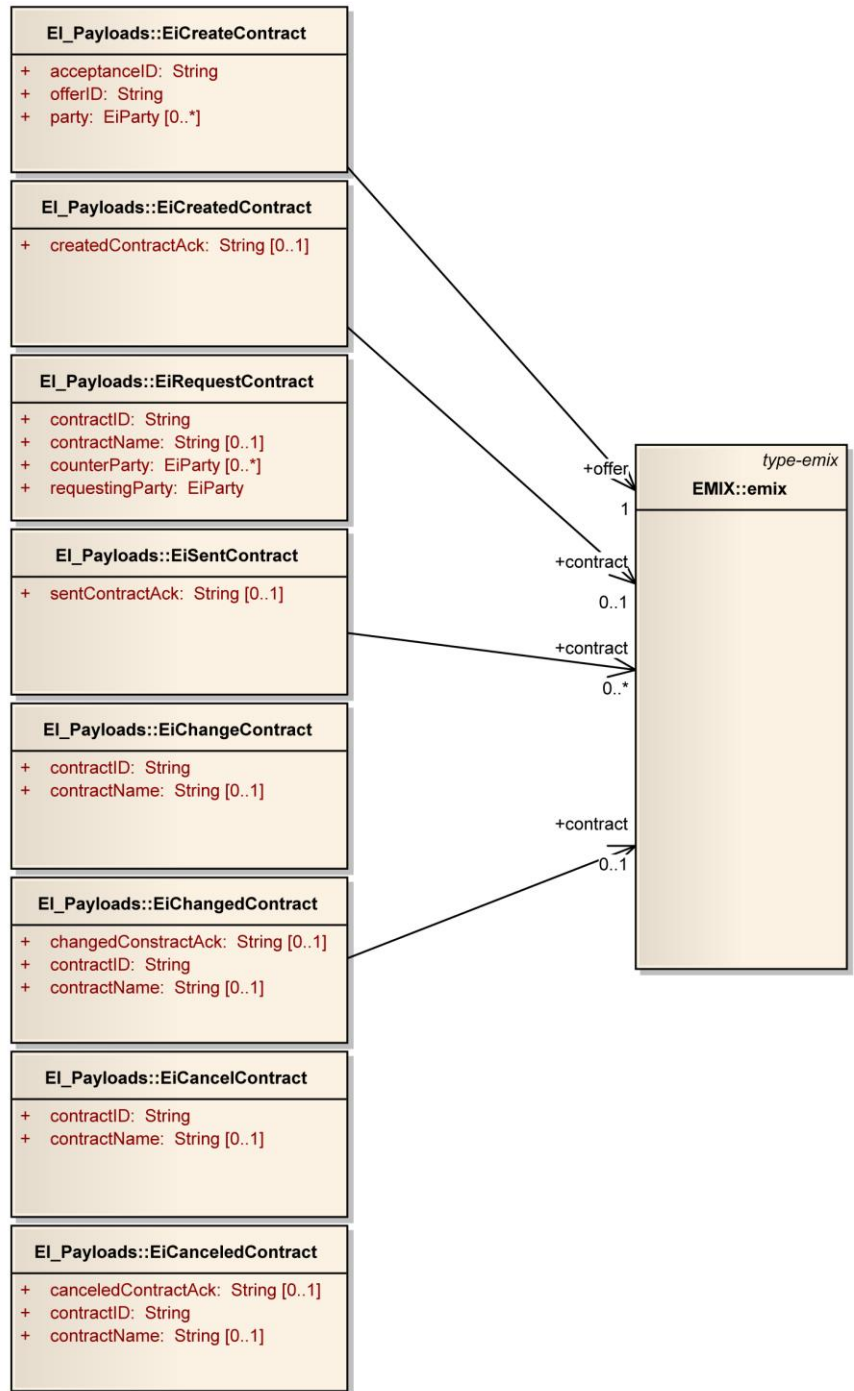 EI_Payloads::EiCreateContract
+ acceptanceID: String
+ offerID: String
+ party: EiParty [0..*]
EI_Payloads::EiCreatedContract
+ createdContractAck: String [0..1]
EI_Payloads::EiRequestContract
+ contractID: String
+ contractName: String [0..1]
+ counterParty: EiParty [0..*]
+ requestingParty: EiParty
EI_Payloads::EiSentContract
+ sentContractAck: String [0..1]
EI_Payloads::EiChangeContract
+ contractID: String
+ contractName: String [0..1]
EI_Payloads::EiChangedContract
+ changedConstractAck: String [0..1]
+ contractID: String
+ contractName: String [0..1]
EI_Payloads::EiCancelContract
+ contractID: String
+ contractName: String [0..1]
EI_Payloads::EiCanceledContract
+ canceledContractAck: String [0..1]
+ contractID: String
+ contractName: String [0..1]
+offer
1
+contract
0..1
+contract
0..*
+contract
0..1
type-emix
EMIX::emix